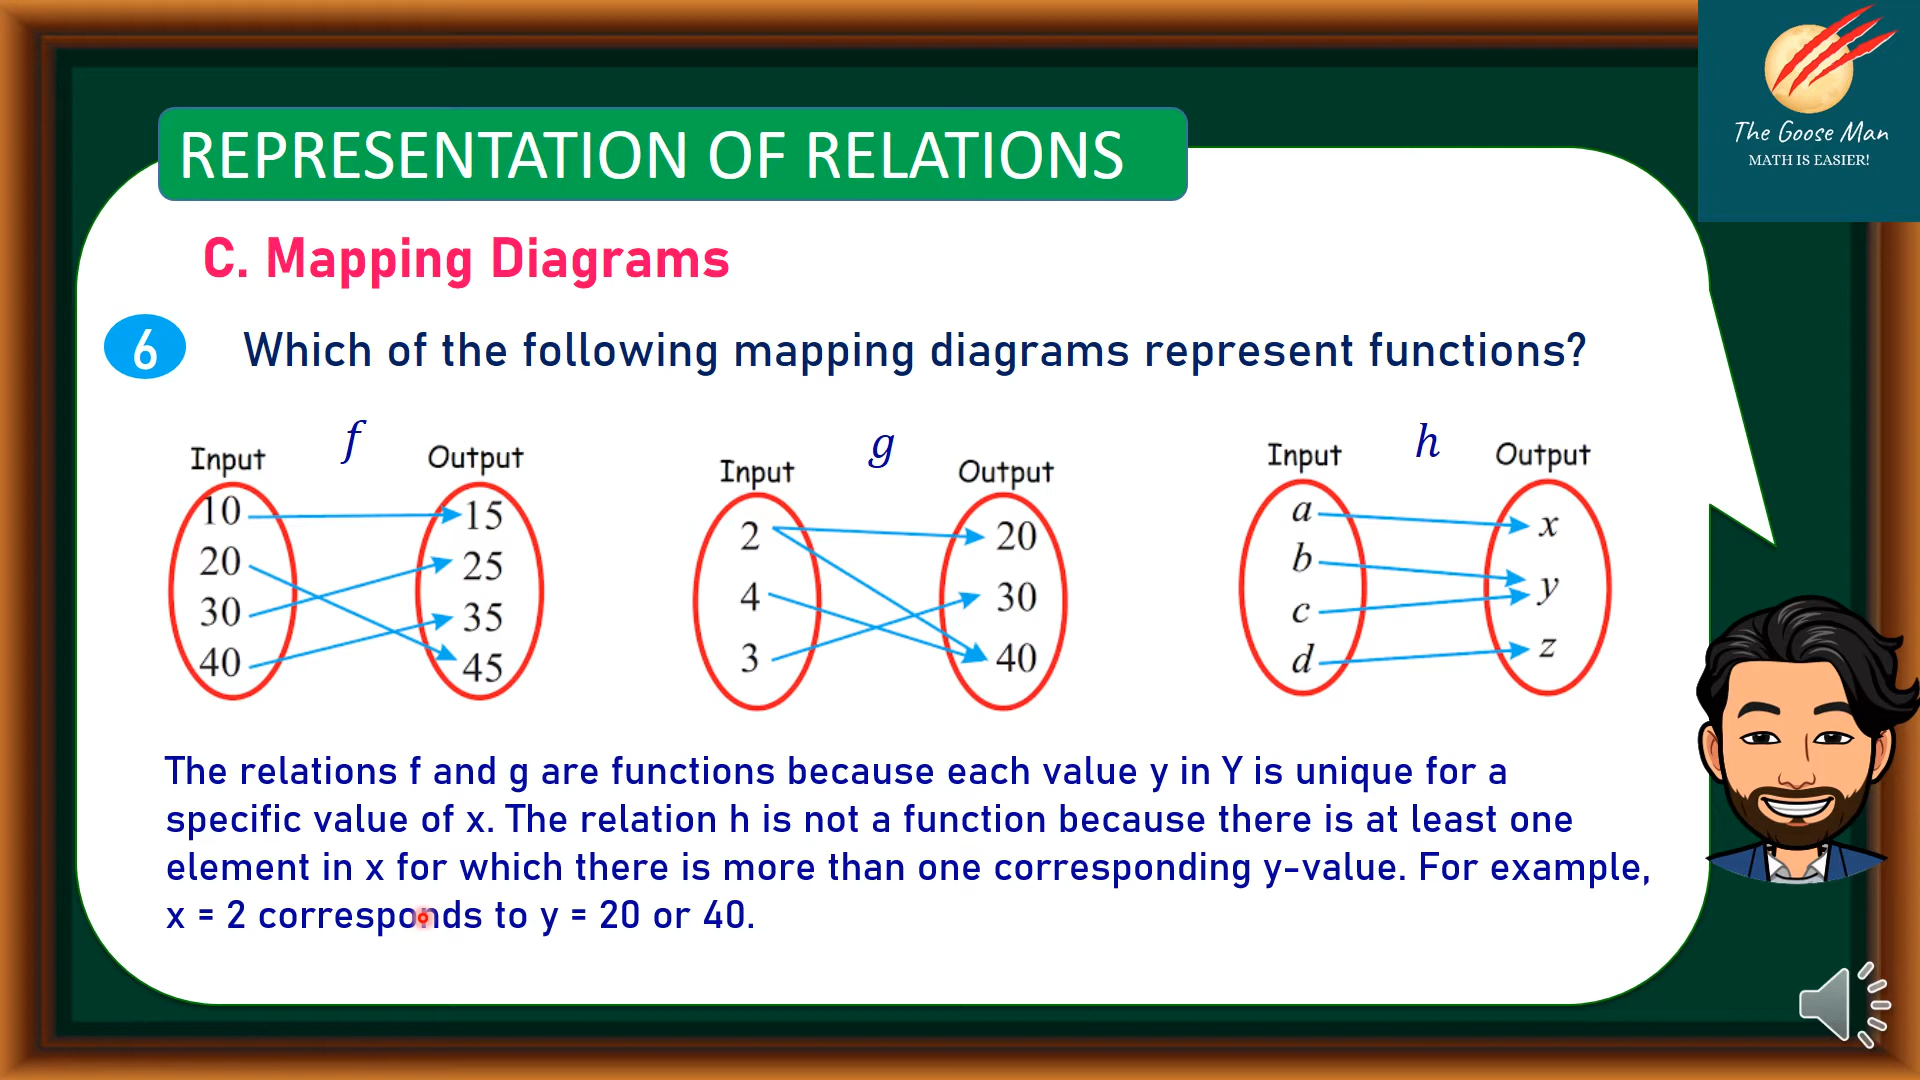 The Goose Man
MATH IS EASIER!
REPRESENTATION OF RELATIONS
C. Mapping Diagrams
6 Which of the following mapping diagrams represent functions?
f
Input Output
10 15
20 25
30 35
40 45
g
Input Output
2 20
4 30
3 40
h
Input Output
a x
b y
c z
d
The relations f and g are functions because each value y in Y is unique for a
specific value of x. The relation h is not a function because there is at least one
element in x for which there is more than one corresponding y-value. For example,
x = 2 corresponds to y = 20 or 40.